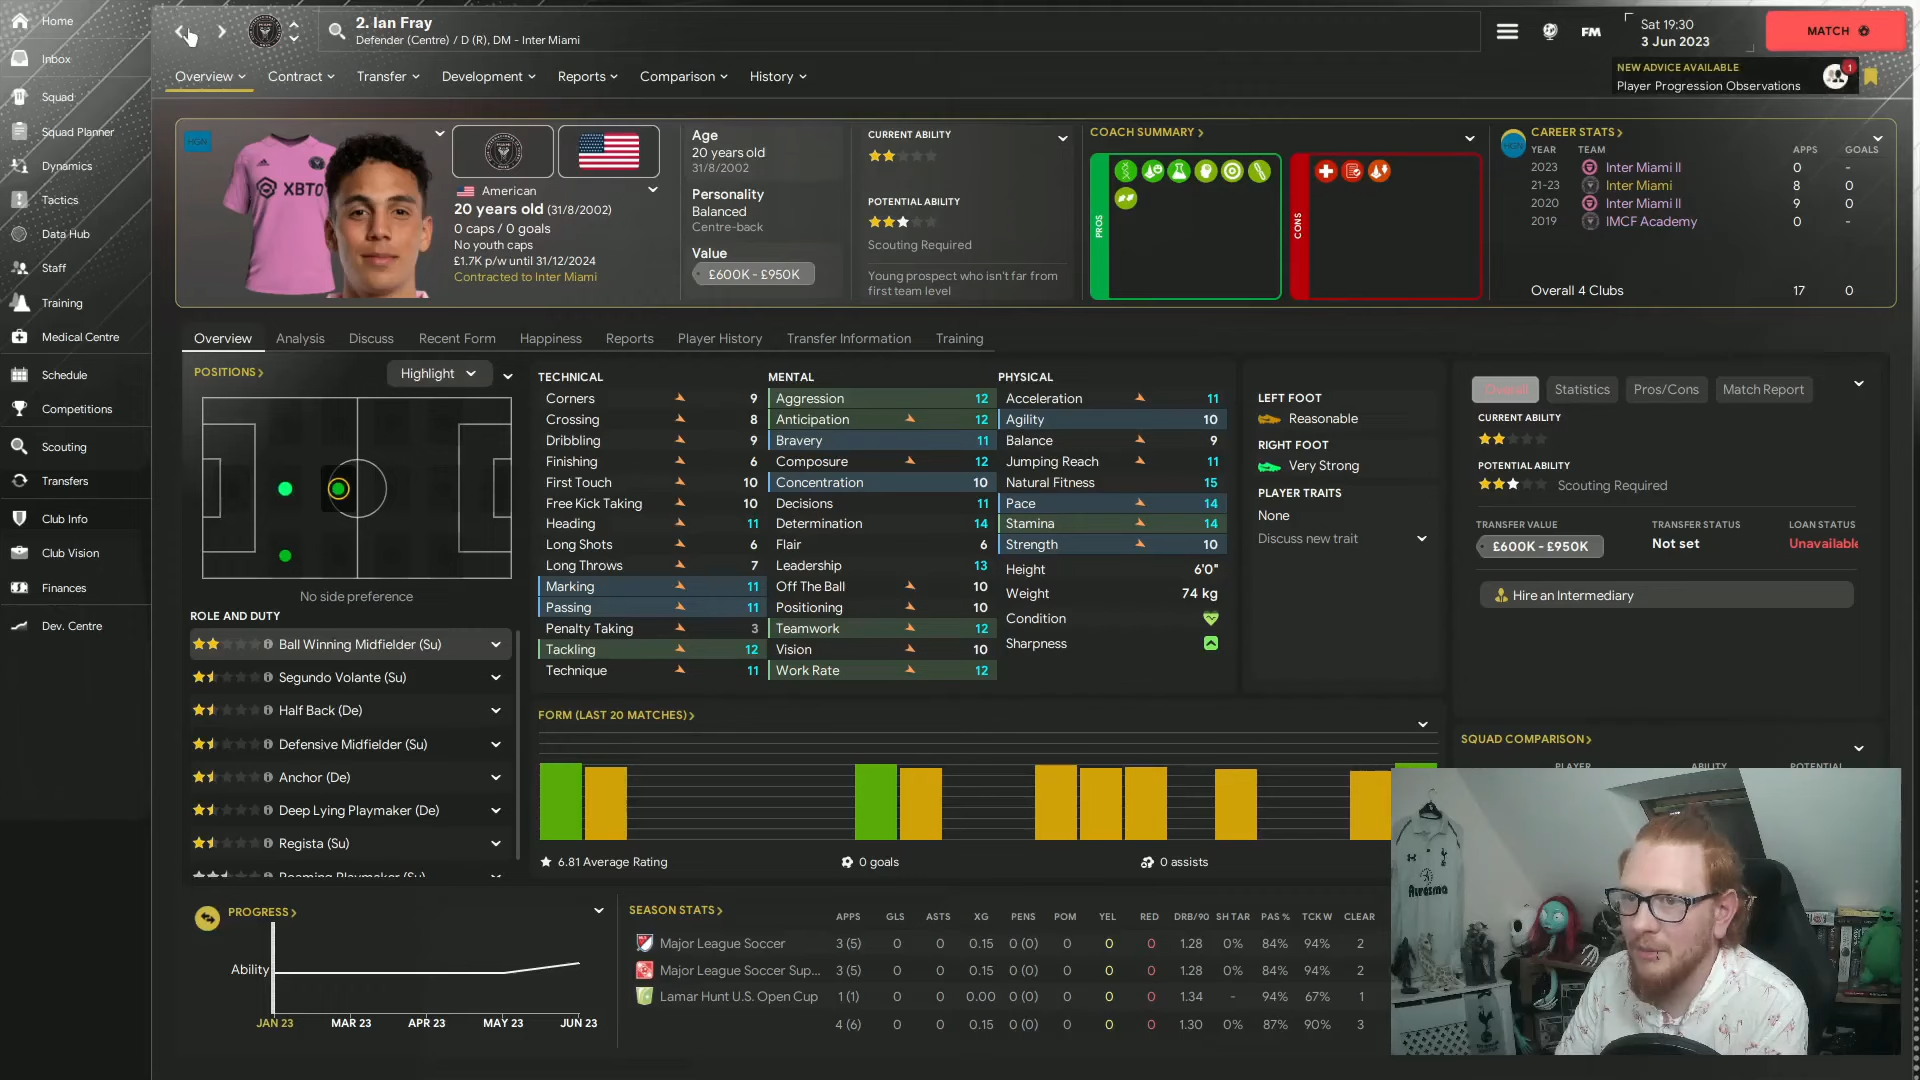 Home
Inbox
Squad
Squad Planner
Dynamics
Tactics
Data Hub
Staff
Training
Medical Centre
Schedule
Competitions
Scouting
Transfers
Club Info
Club Vision
Finances
Dev. Centre
2. Ian Fray
Defender (Centre) / D (R), DM - Inter Miami
FM
Sat 19:30
3 Jun 2023
MATCH
NEW ADVICE AVAILABLE
Player Progression Observations
1
Overview
Contract
Transfer
Development
Reports
Comparison
History
HGN
XBTO
American
20 years old (31/8/2002)
0 caps / 0 goals
No youth caps
£1.7K p/w until 31/12/2024
Contracted to Inter Miami
Age
20 years old
31/8/2002
Personality
Balanced
Centre-back
Value
£600K - £950K
CURRENT ABILITY
POTENTIAL ABILITY
Scouting Required
Young prospect who isn't far from
first team level
COACH SUMMARY
PROS
CONS
HGN
CAREER STATS
YEAR TEAM APPS GOALS
2023 Inter Miami II 0 -
21-23 Inter Miami 8 0
2020 Inter Miami II 9 0
2019 IMCF Academy 0 -
Overall 4 Clubs 17 0
Overview Analysis Discuss Recent Form Happiness Reports Player History Transfer Information Training
POSITIONS
Highlight
No side preference
ROLE AND DUTY
Ball Winning Midfielder (Su)
Segundo Volante (Su)
Half Back (De)
Defensive Midfielder (Su)
Anchor (De)
Deep Lying Playmaker (De)
Regista (Su)
Roaming Playmaker (Su)
TECHNICAL
Corners 9
Crossing 8
Dribbling 9
Finishing 6
First Touch 10
Free Kick Taking 10
Heading 11
Long Shots 6
Long Throws 7
Marking 11
Passing 11
Penalty Taking 3
Tackling 12
Technique 11
MENTAL
Aggression 12
Anticipation 12
Bravery 11
Composure 12
Concentration 10
Decisions 11
Determination 14
Flair 6
Leadership 13
Off The Ball 10
Positioning 10
Teamwork 12
Vision 10
Work Rate 12
PHYSICAL
Acceleration 11
Agility 10
Balance 9
Jumping Reach 11
Natural Fitness 15
Pace 14
Stamina 14
Strength 10
Height 6'0"
Weight 74 kg
Condition
Sharpness
LEFT FOOT
Reasonable
RIGHT FOOT
Very Strong
PLAYER TRAITS
None
Discuss new trait
Overall Statistics Pros/Cons Match Report
CURRENT ABILITY
POTENTIAL ABILITY
Scouting Required
TRANSFER VALUE TRANSFER STATUS LOAN STATUS
£600K - £950K Not set Unavailable
Hire an Intermediary
SQUAD COMPARISON
PLAYER ABILITY POTENTIAL
FORM (LAST 20 MATCHES)
6.81 Average Rating
0 goals
0 assists
PROGRESS
Ability
JAN 23 MAR 23 APR 23 MAY 23 JUN 23
SEASON STATS APPS GLS ASTS XG PENS POM YEL RED DRB/90 SH TAR PAS % TCK W CLEAR
Major League Soccer 3 (5) 0 0 0.15 0 (0) 0 0 0 1.28 0% 84% 94% 2
Major League Soccer Sup... 3 (5) 0 0 0.15 0 (0) 0 0 0 1.28 0% 84% 94% 2
Lamar Hunt U.S. Open Cup 1 (1) 0 0 0.00 0 (0) 0 0 0 1.34 - 94% 67% 1
4 (6) 0 0 0.15 0 (0) 0 0 0 1.30 0% 87% 90% 3